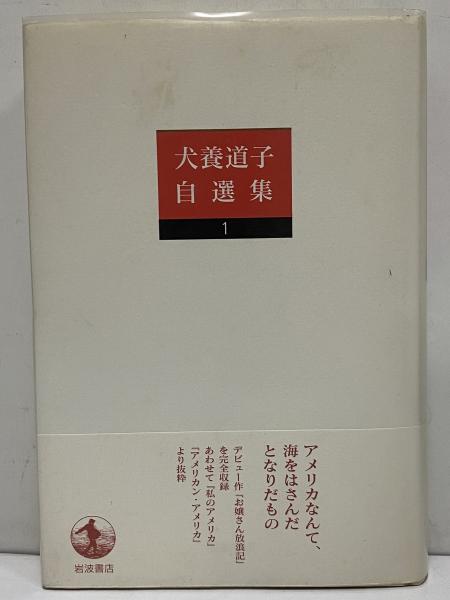 犬養道子
自選集
1
アメリカなんて、
海をはさんだ
となりだもの
デビュー作「お嬢さん放浪記」
を完全収録
あわせて『私のアメリカ』
『アメリカン・アメリカ』
より抜粋
岩波書店